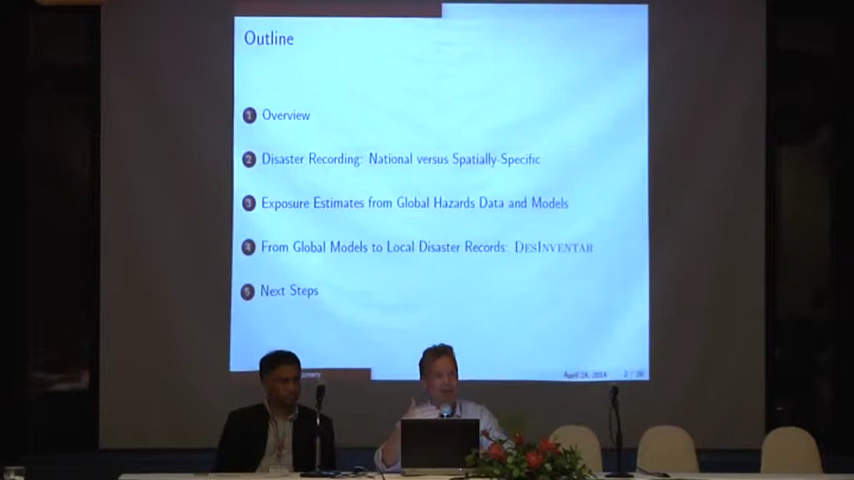 Outline
1 Overview
2 Disaster Recording: National versus Spatially-Specific
3 Exposure Estimates from Global Hazards Data and Models
4 From Global Models to Local Disaster Records: DESINVENTAR
5 Next Steps
April 24, 2014